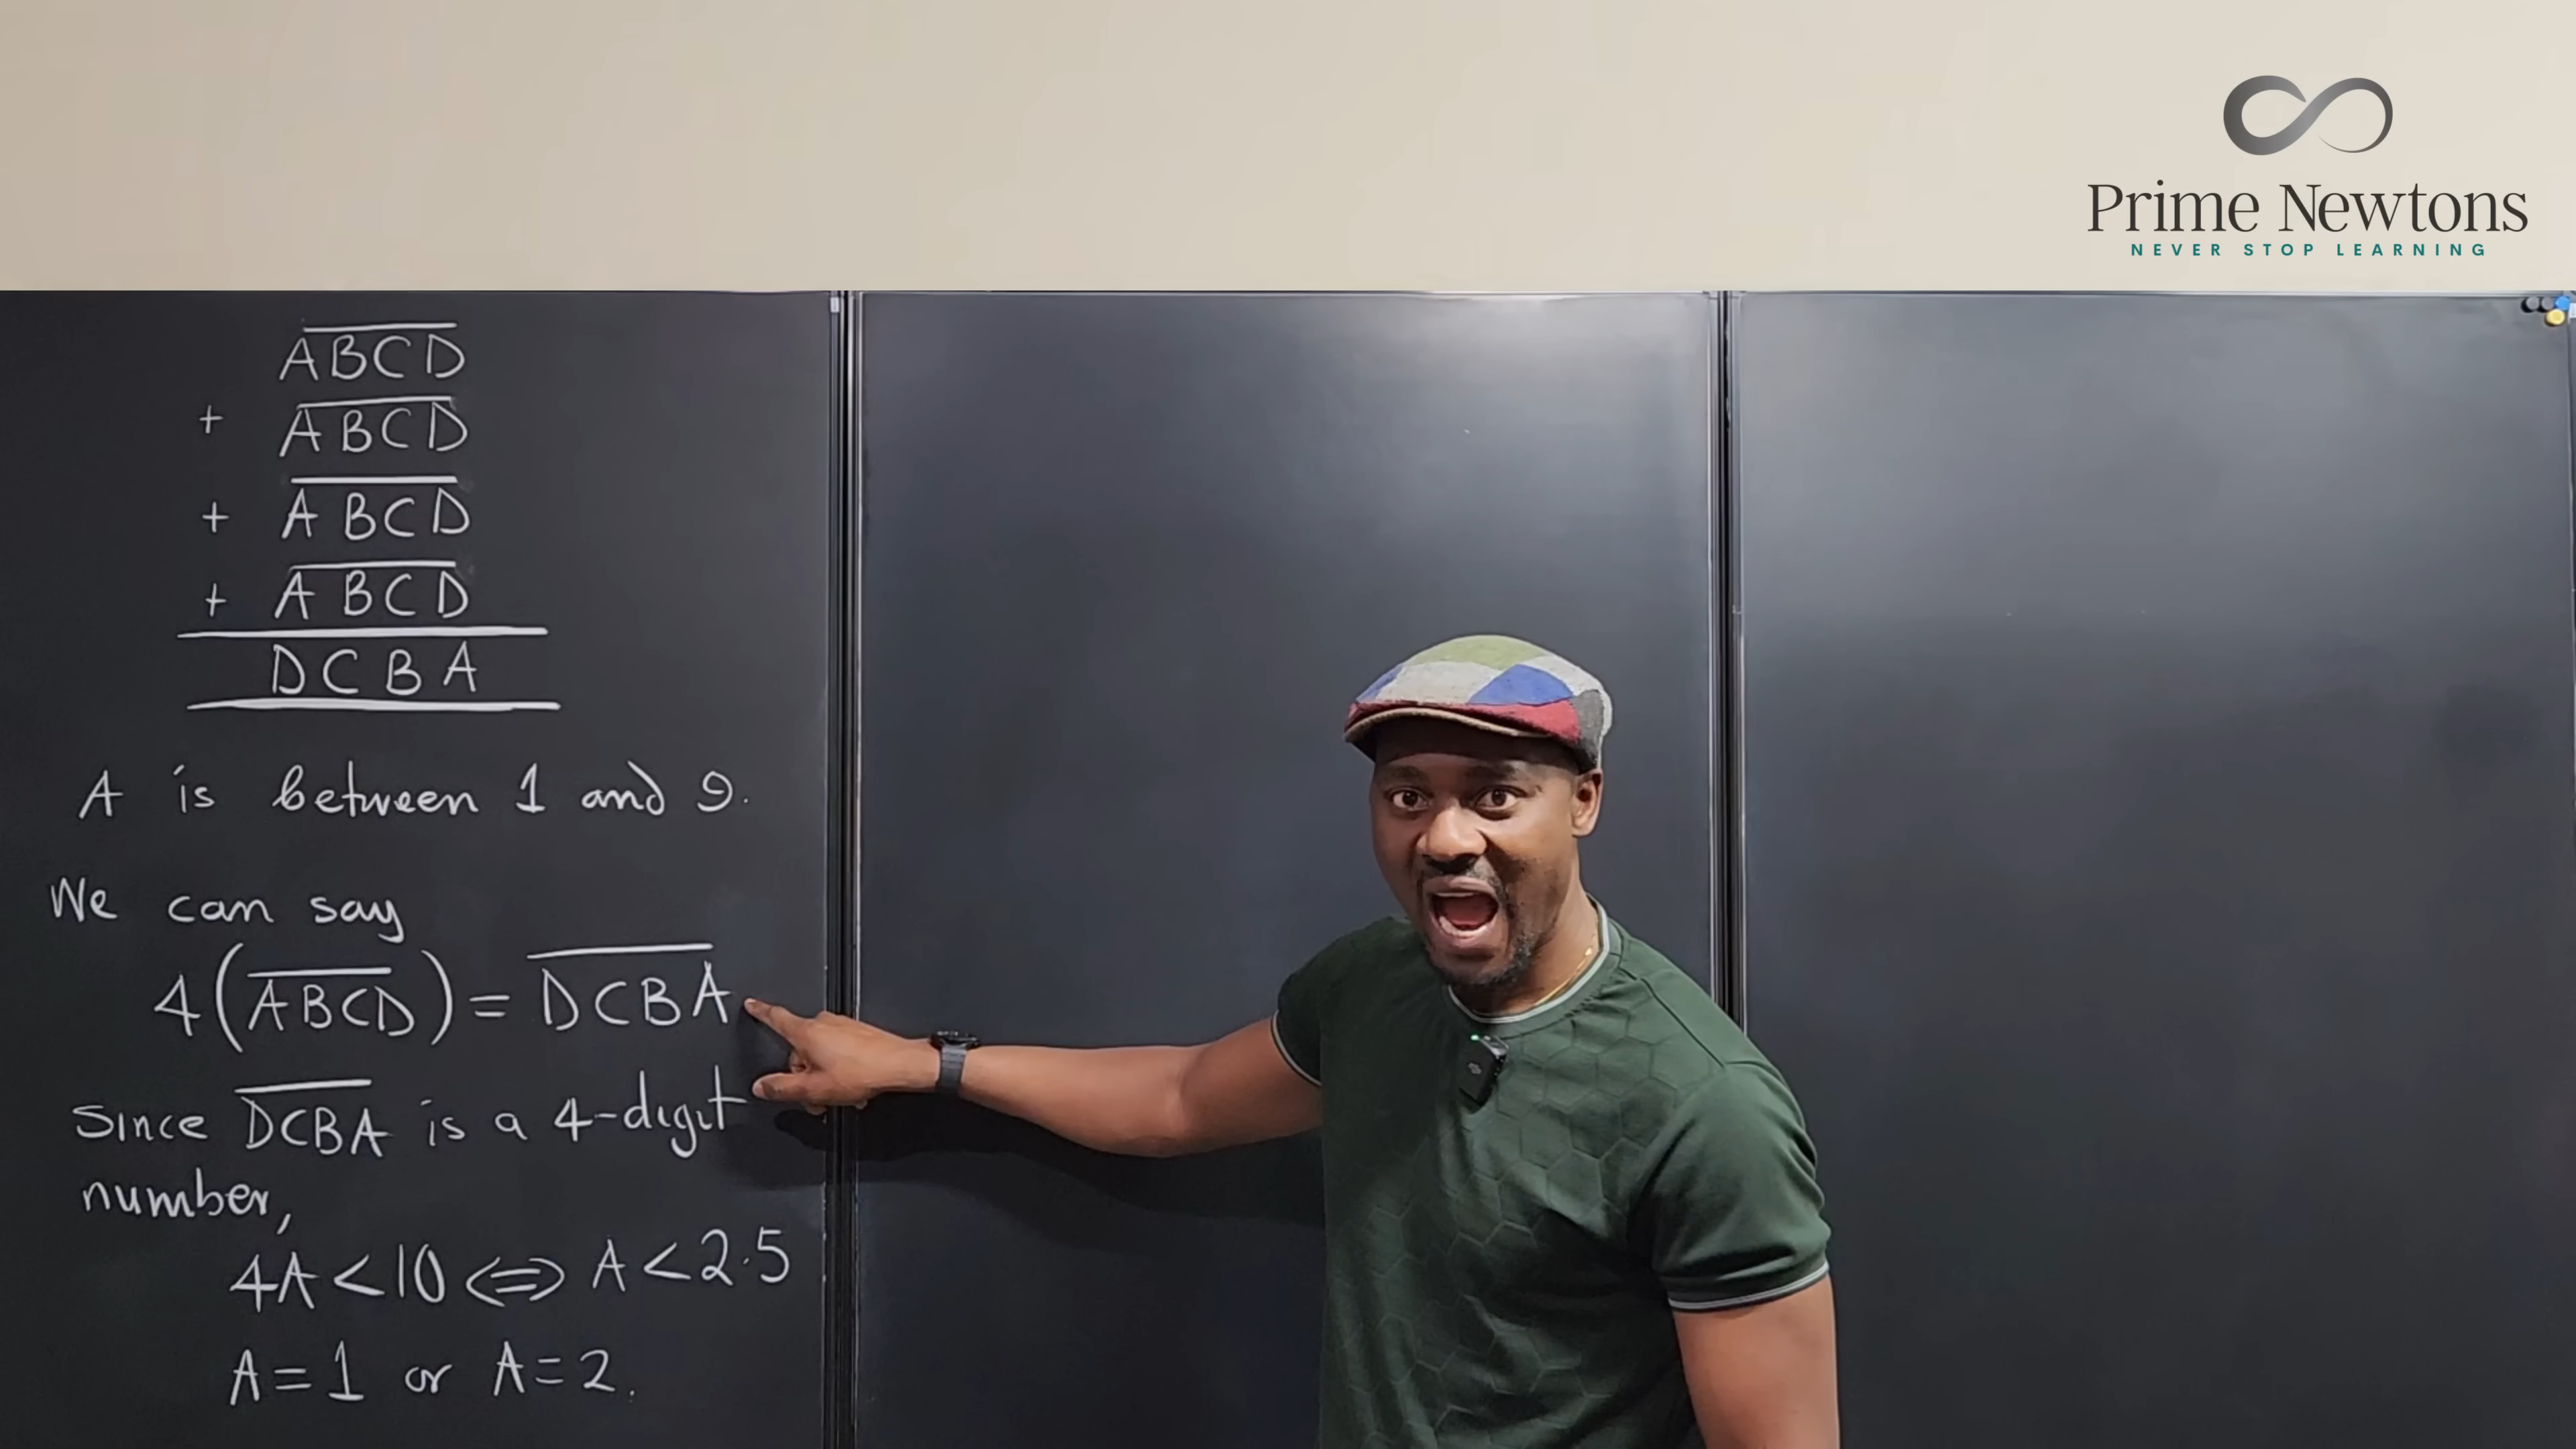 Prime Newtons
NEVER STOP LEARNING
ABCD
+ ABCD
+ ABCD
+ ABCD
DCBA
A is between 1 and 9.
We can say
4(ABCD) = DCBA
Since DCBA is a 4-digit
number,
4A < 10 ⇔ A < 2.5
A = 1 or A = 2.